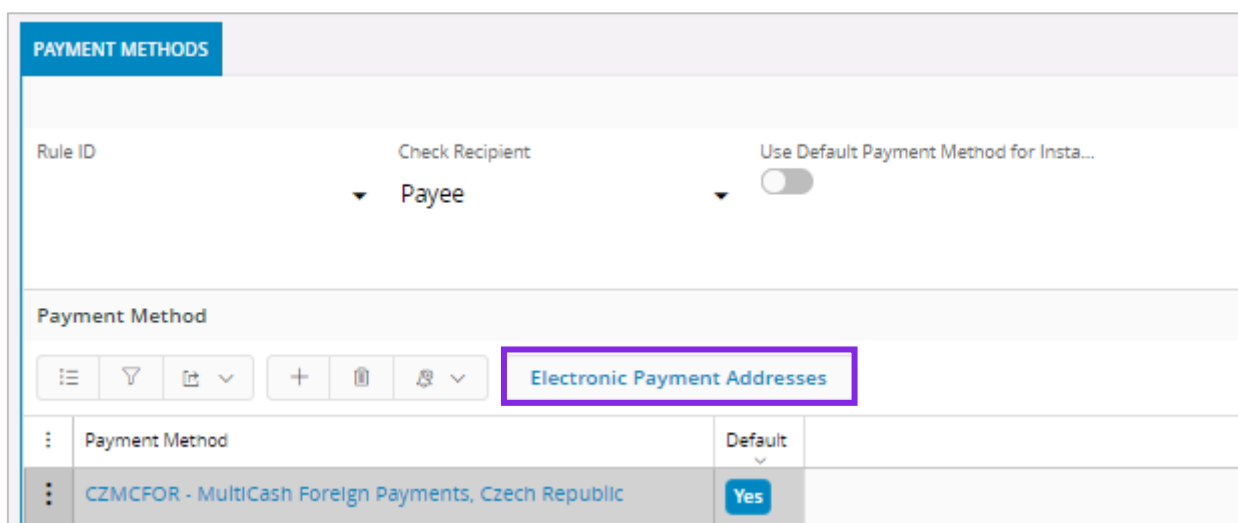 PAYMENT METHODS
Rule ID Check Recipient Use Default Payment Method for Insta...
Payee
Payment Method
Electronic Payment Addresses
Payment Method Default
CZMCFOR - MultiCash Foreign Payments, Czech Republic Yes